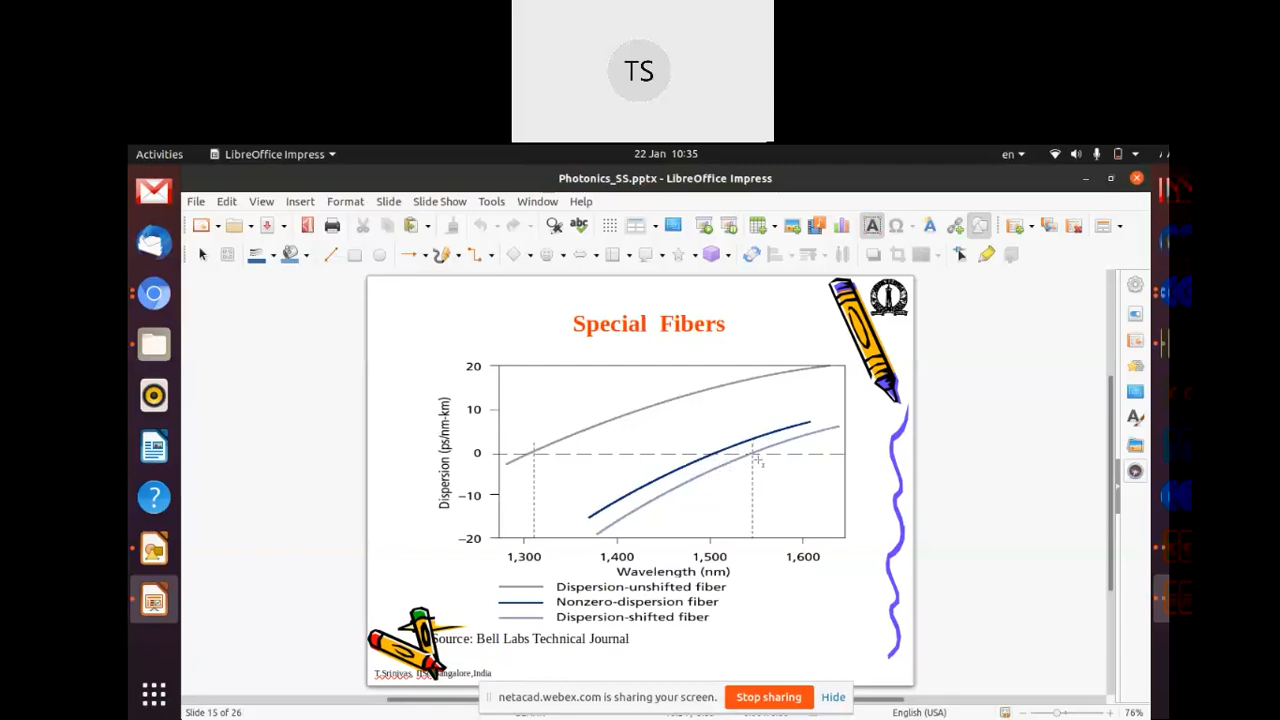 TS
Activities
LibreOffice Impress
22 Jan 10:35
en
Photonics_SS.pptx - LibreOffice Impress
File Edit View Insert Format Slide Slide Show Tools Window Help
Special Fibers
Dispersion (ps/nm-km)
20
10
0
−10
−20
1,300 1,400 1,500 1,600
Wavelength (nm)
Dispersion-unshifted fiber
Nonzero-dispersion fiber
Dispersion-shifted fiber
Source: Bell Labs Technical Journal
T.Srinivas,
netacad.webex.com is sharing your screen. Stop sharing Hide
Slide 15 of 26
English (USA)
76%